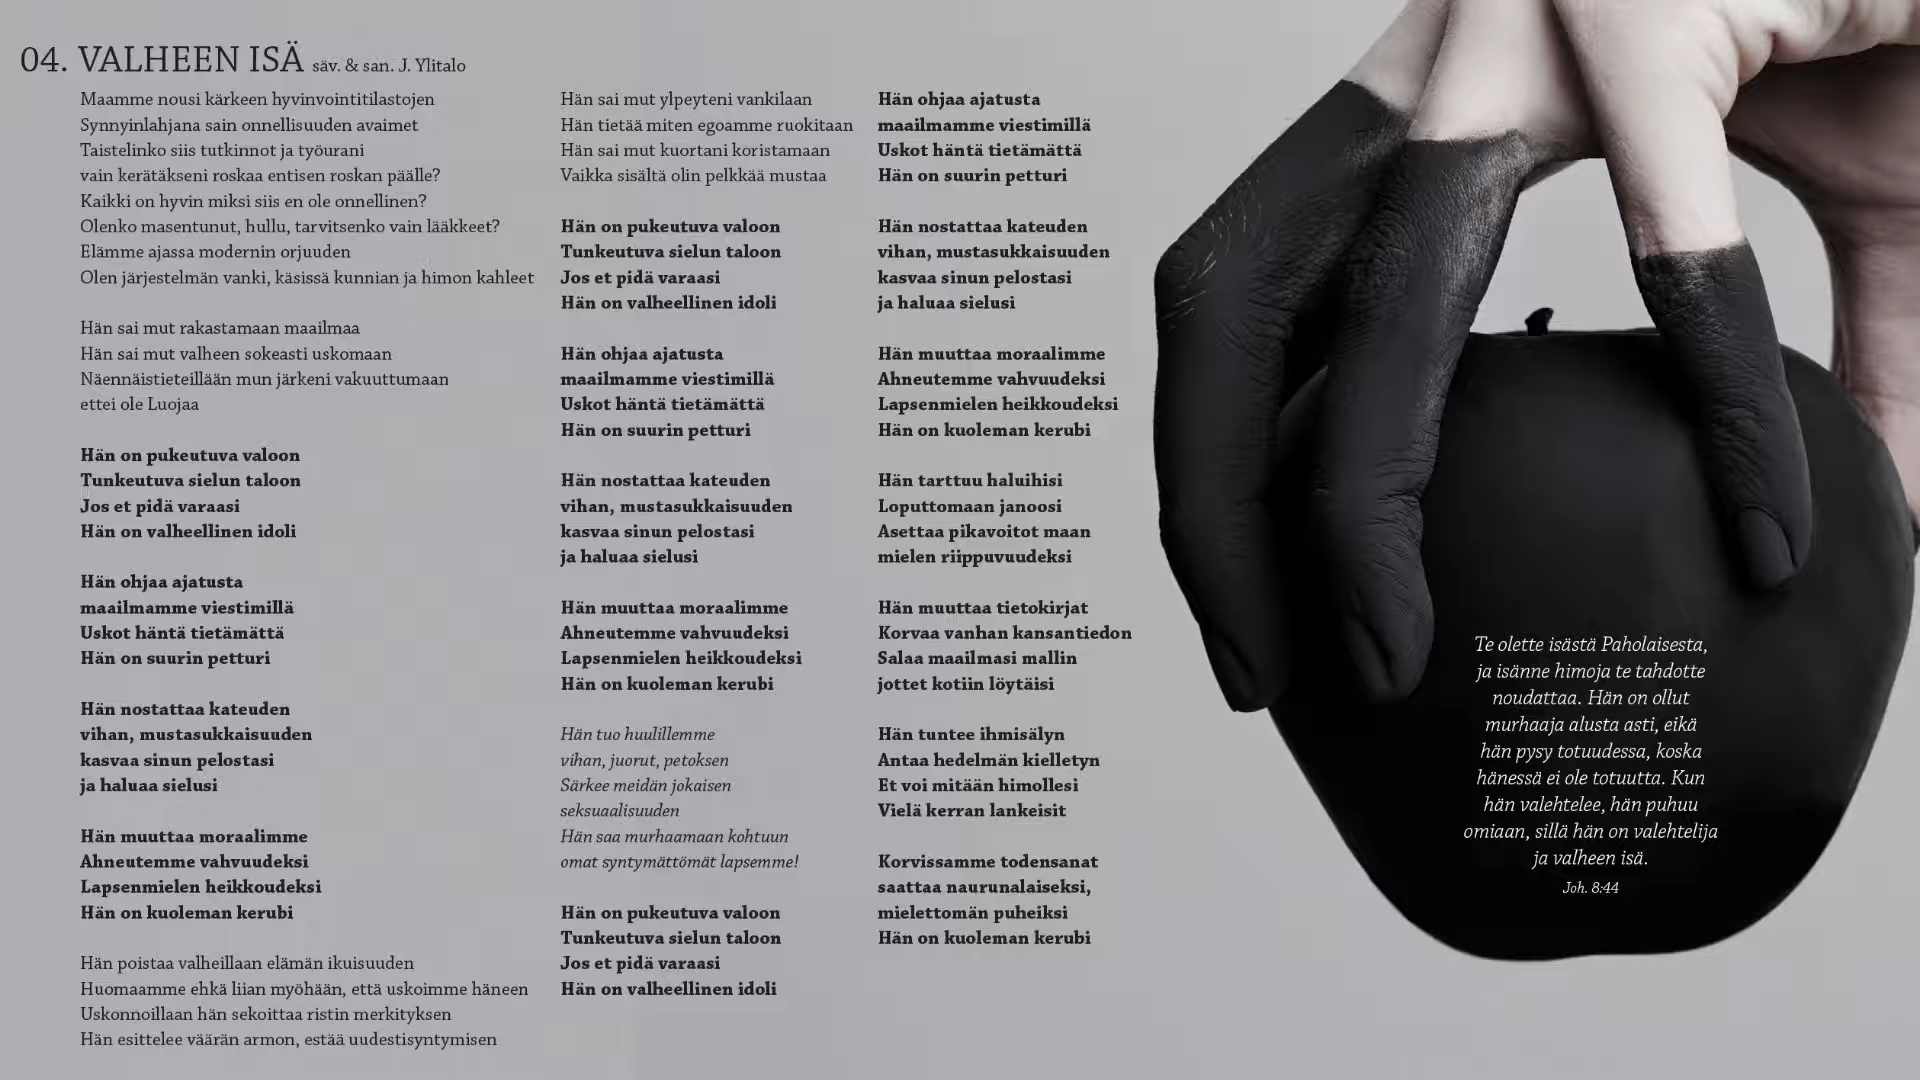 04. VALHEEN ISÄ säv. & san. J. Ylitalo
Maamme nousi kärkeen hyvinvointitilastojen
Synnyinlahjana sain onnellisuuden avaimet
Taistelinko siis tutkinnot ja työurani
vain kerätäkseni roskaa entisen roskan päälle?
Kaikki on hyvin miksi siis en ole onnellinen?
Olenko masentunut, hullu, tarvitsenko vain lääkkeet?
Elämme ajassa modernin orjuuden
Olen järjestelmän vanki, käsissä kunnian ja himon kahleet
Hän sai mut rakastamaan maailmaa
Hän sai mut valheen sokeasti uskomaan
Näennäistieteillään mun järkeni vakuuttumaan
ettei ole Luojaa
Hän on pukeutuva valoon
Tunkeutuva sielun taloon
Jos et pidä varaasi
Hän on valheellinen idoli
Hän ohjaa ajatusta
maailmamme viestimillä
Uskot häntä tietämättä
Hän on suurin petturi
Hän nostattaa kateuden
vihan, mustasukkaisuuden
kasvaa sinun pelostasi
ja haluaa sielusi
Hän muuttaa moraalimme
Ahneutemme vahvuudeksi
Lapsenmielen heikkoudeksi
Hän on kuoleman kerubi
Hän poistaa valheillaan elämän ikuisuuden
Huomaamme ehkä liian myöhään, että uskoimme häneen
Uskonnoillaan hän sekoittaa ristin merkityksen
Hän esittelee väärän armon, estää uudestisyntymisen
Hän sai mut ylpeyteni vankilaan
Hän tietää miten egoamme ruokitaan
Hän sai mut kuortani koristamaan
Vaikka sisältä olin pelkkää mustaa
Hän on pukeutuva valoon
Tunkeutuva sielun taloon
Jos et pidä varaasi
Hän on valheellinen idoli
Hän ohjaa ajatusta
maailmamme viestimillä
Uskot häntä tietämättä
Hän on suurin petturi
Hän nostattaa kateuden
vihan, mustasukkaisuuden
kasvaa sinun pelostasi
ja haluaa sielusi
Hän muuttaa moraalimme
Ahneutemme vahvuudeksi
Lapsenmielen heikkoudeksi
Hän on kuoleman kerubi
Hän tuo huulillemme
vihan, juorut, petoksen
Särkee meidän jokaisen
seksuaalisuuden
Hän saa murhaamaan kohtuun
omat syntymättömät lapsemme!
Hän on pukeutuva valoon
Tunkeutuva sielun taloon
Jos et pidä varaasi
Hän on valheellinen idoli
Hän ohjaa ajatusta
maailmamme viestimillä
Uskot häntä tietämättä
Hän on suurin petturi
Hän nostattaa kateuden
vihan, mustasukkaisuuden
kasvaa sinun pelostasi
ja haluaa sielusi
Hän muuttaa moraalimme
Ahneutemme vahvuudeksi
Lapsenmielen heikkoudeksi
Hän on kuoleman kerubi
Hän tarttuu haluihisi
Loputtomaan janoosi
Asettaa pikavoitot maan
mielen riippuvuudeksi
Hän muuttaa tietokirjat
Korvaa vanhan kansantiedon
Salaa maailmasi mallin
jottet kotiin löytäisi
Hän tuntee ihmisälyn
Antaa hedelmän kielletyn
Et voi mitään himollesi
Vielä kerran lankeisit
Korvissamme todensanat
saattaa naurunalaiseksi,
mielettömän puheiksi
Hän on kuoleman kerubi
Te olette isästä Paholaisesta,
ja isänne himoja te tahdotte
noudattaa. Hän on ollut
murhaaja alusta asti, eikä
hän pysy totuudessa, koska
hänessä ei ole totuutta. Kun
hän valehtelee, hän puhuu
omiaan, sillä hän on valehtelija
ja valheen isä.
Joh. 8:44